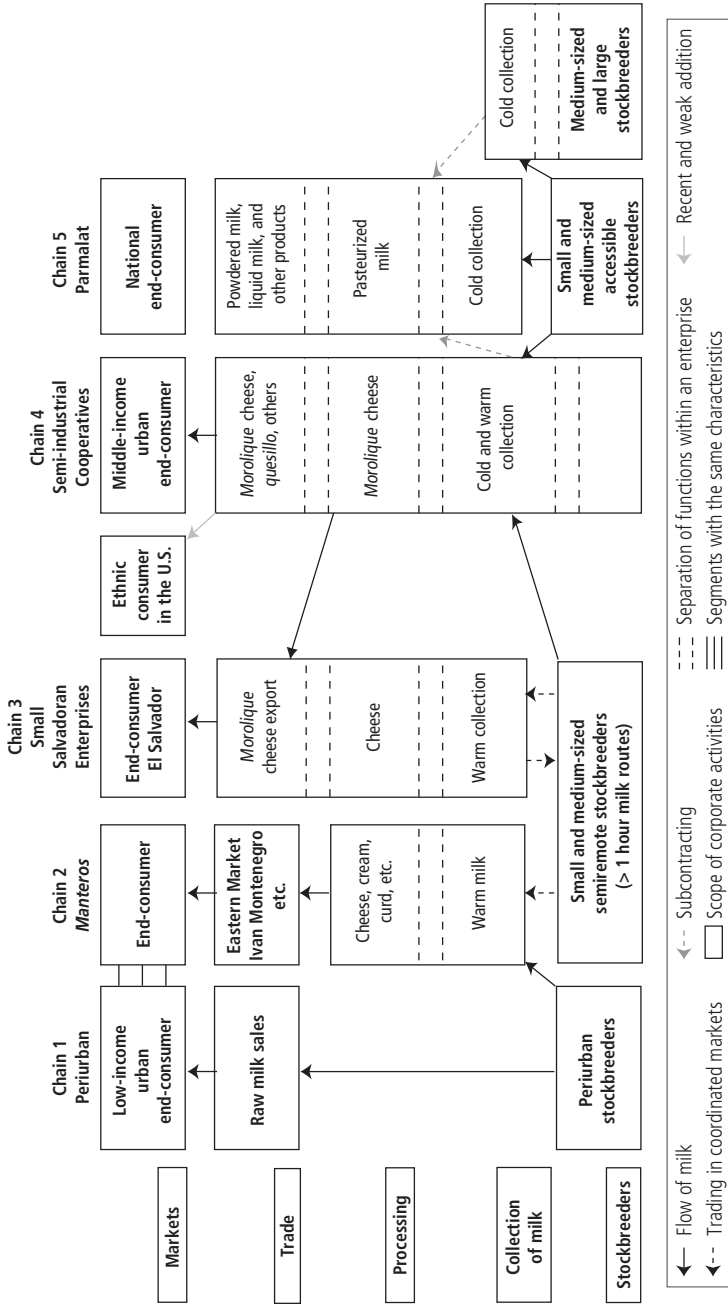 Chain 1
Periurban
Chain 2
Manteros
Chain 3
Small
Salvadoran
Enterprises
Chain 4
Semi-industrial
Cooperatives
Chain 5
Parmalat
Markets
Low-income
urban
end-consumer
End-consumer
End-consumer
El Salvador
Ethnic
consumer
in the U.S.
Middle-income
urban
end-consumer
National
end-consumer
Trade
Raw milk sales
Eastern Market
Ivan Montenegro
etc.
Morolique
cheese export
Morolique cheese,
quesillo, others
Powdered milk,
liquid milk, and
other products
Processing
Cheese, cream,
curd, etc.
Cheese
Morolique cheese
Pasteurized
milk
Collection
of milk
Warm milk
Warm collection
Cold and warm
collection
Cold collection
Cold collection
Stockbreeders
Periurban
stockbreeders
Small and medium-sized
semiremote stockbreeders
(> 1 hour milk routes)
Small and
medium-sized
accessible
stockbreeders
Medium-sized
and large
stockbreeders
Flow of milk
Subcontracting
Separation of functions within an enterprise
Recent and weak addition
Trading in coordinated markets
Scope of corporate activities
Segments with the same characteristics